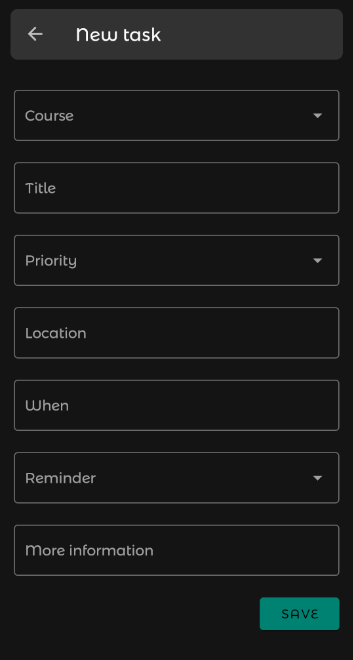 New task
Course
Title
Priority
Location
When
Reminder
More information
SAVE